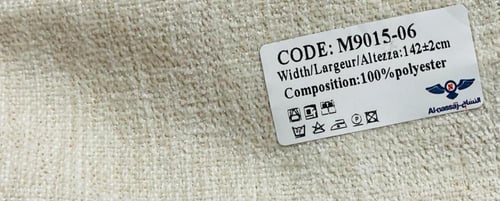 CODE: M9015-06
Width/Largeur/Altezza:142±2cm
Composition:100%polyester
Al-nassaj-النساج